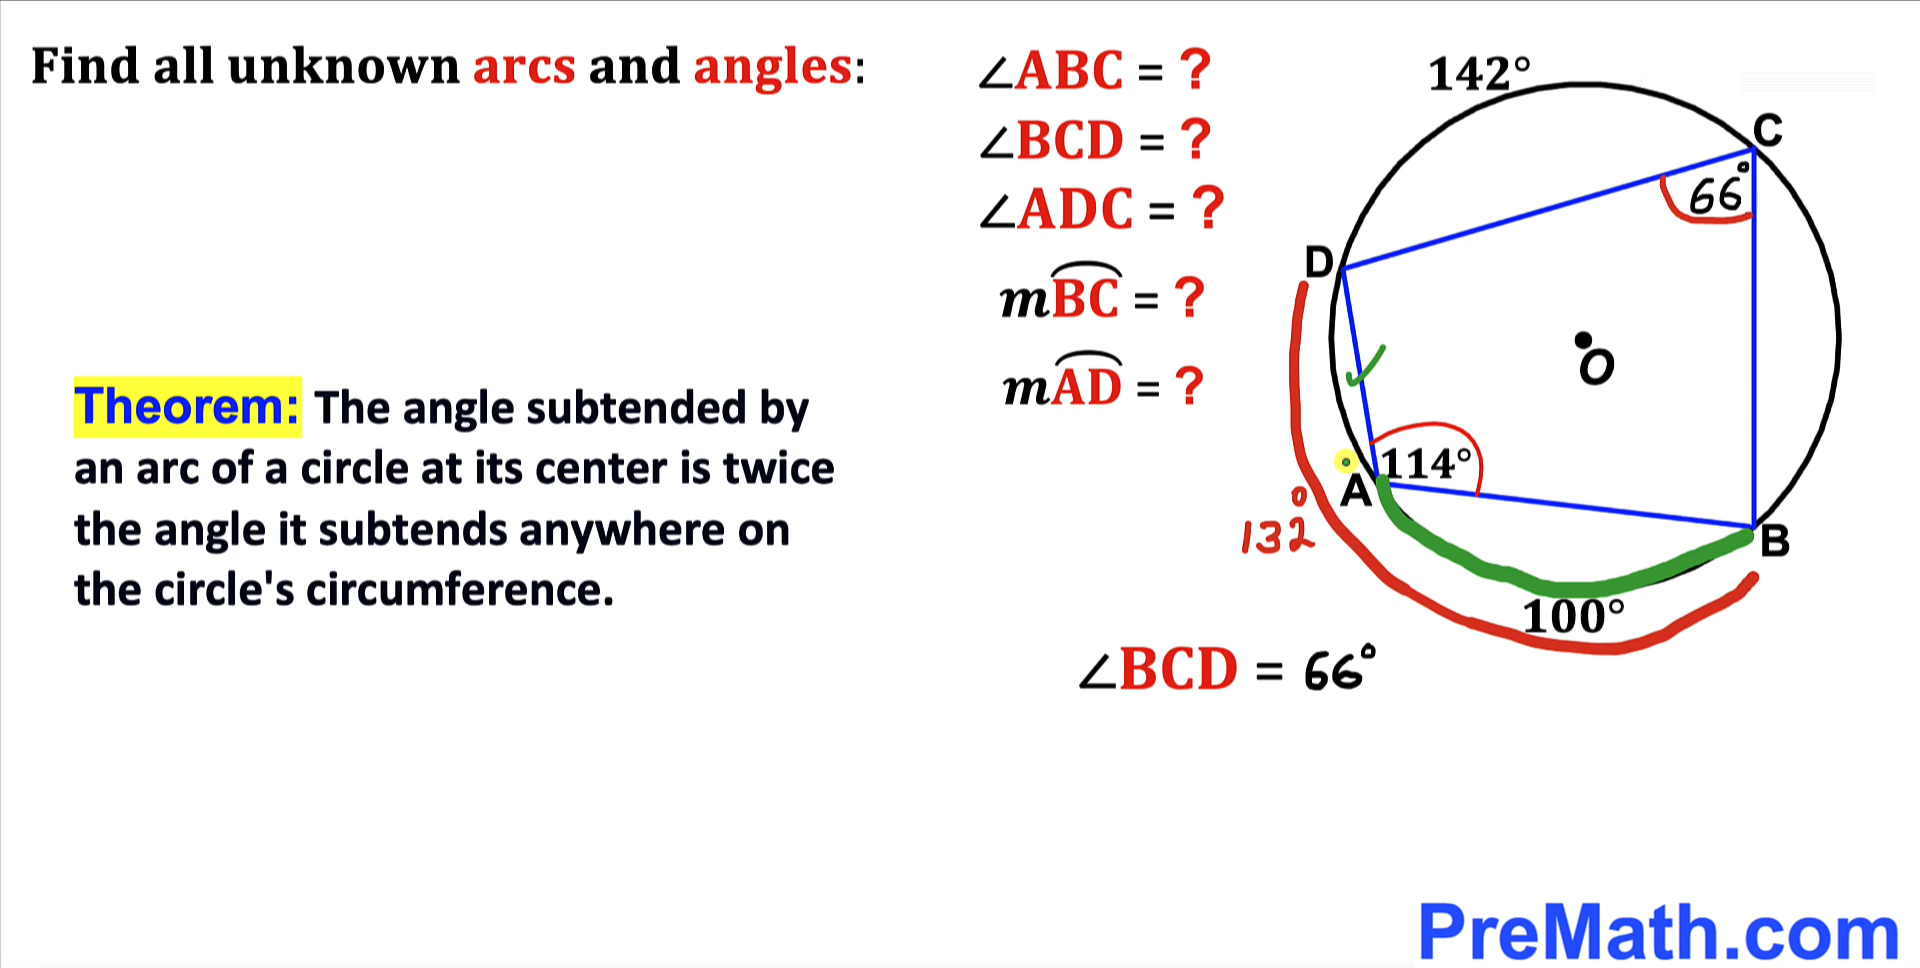 Find all unknown arcs and angles:
∠ABC = ?
∠BCD = ?
∠ADC = ?
mBC = ?
mAD = ?
Theorem: The angle subtended by
an arc of a circle at its center is twice
the angle it subtends anywhere on
the circle's circumference.
142°
C
66°
D
O
114°
A
132°
B
100°
∠BCD = 66°
PreMath.com